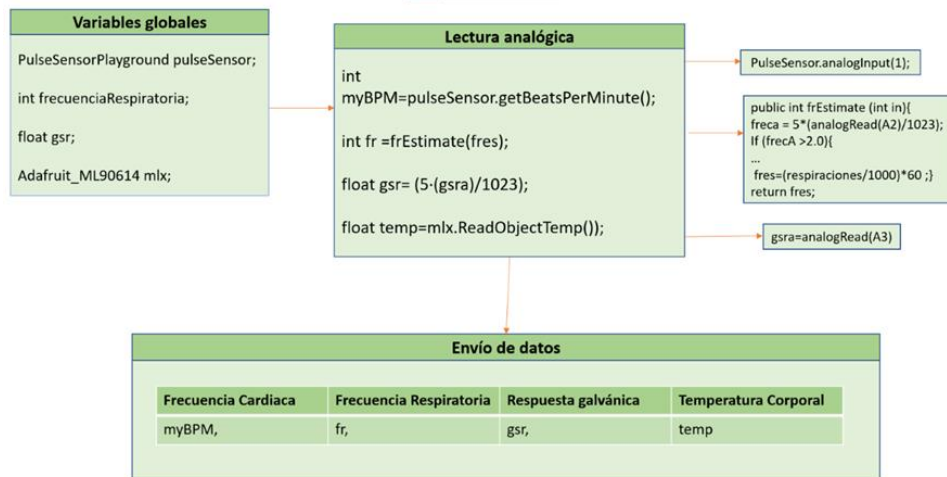 Variables globales
PulseSensorPlayground pulseSensor;
int frecuenciaRespiratoria;
float gsr;
Adafruit_ML90614 mlx;
Lectura analógica
int
myBPM=pulseSensor.getBeatsPerMinute();
int fr =frEstimate(fres);
float gsr= (5·(gsra)/1023);
float temp=mlx.ReadObjectTemp());
PulseSensor.analogInput(1);
public int frEstimate (int in){
freca = 5*(analogRead(A2)/1023);
If (frecA >2.0){
...
fres=(respiraciones/1000)*60 ;}
return fres;
gsra=analogRead(A3)
Envío de datos
Frecuencia Cardiaca Frecuencia Respiratoria Respuesta galvánica Temperatura Corporal
myBPM, fr, gsr, temp